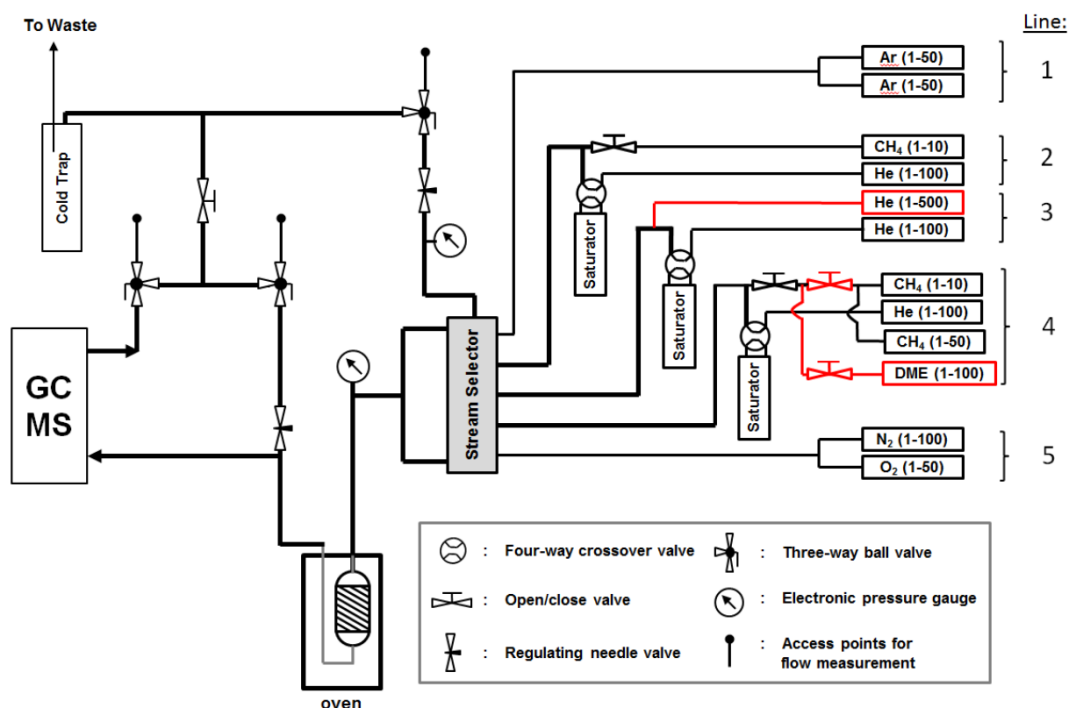 To Waste
Line:
Ar (1-50)
Ar (1-50)
1
CH₄ (1-10)
He (1-100)
2
He (1-500)
He (1-100)
3
CH₄ (1-10)
He (1-100)
CH₄ (1-50)
DME (1-100)
4
N₂ (1-100)
O₂ (1-50)
5
Cold Trap
Saturator
Saturator
Saturator
Stream Selector
GC
MS
oven
: Four-way crossover valve
: Three-way ball valve
: Open/close valve
: Electronic pressure gauge
: Regulating needle valve
: Access points for
flow measurement